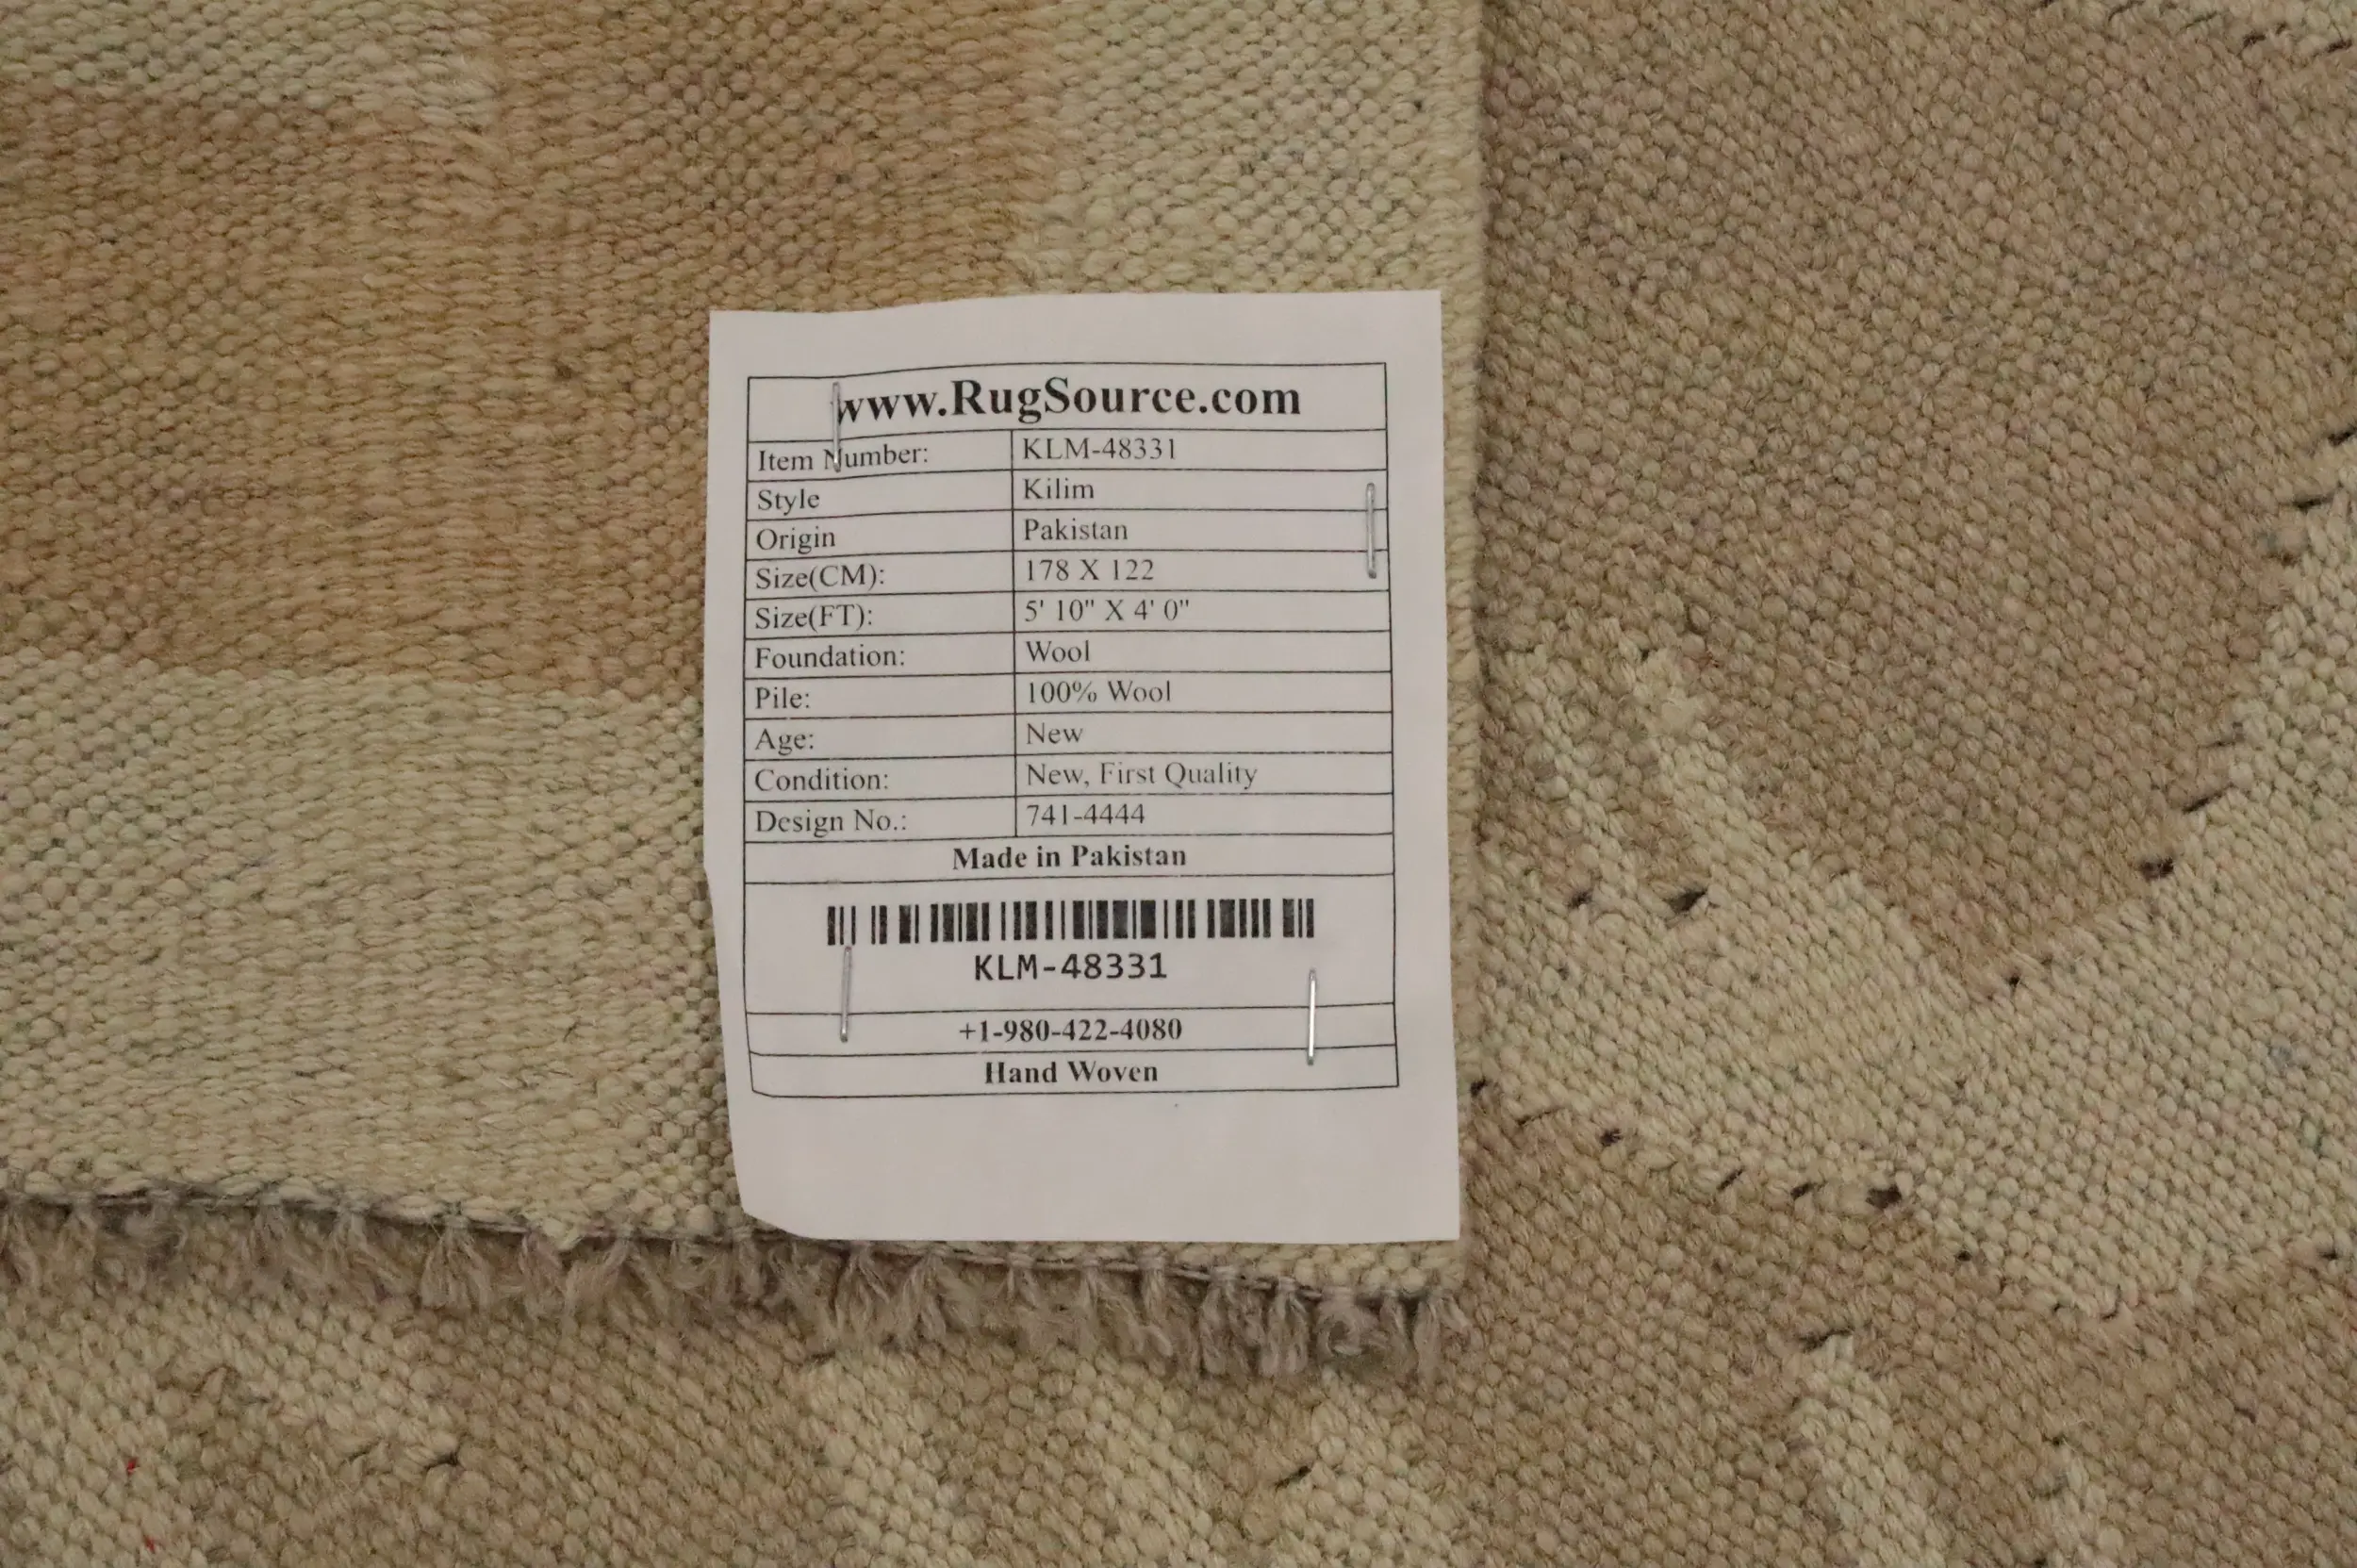 www.RugSource.com
Item Number: KLM-48331
Style Kilim
Origin Pakistan
Size(CM): 178 X 122
Size(FT): 5' 10" X 4' 0"
Foundation: Wool
Pile: 100% Wool
Age: New
Condition: New, First Quality
Design No.: 741-4444
Made in Pakistan
KLM-48331
+1-980-422-4080
Hand Woven